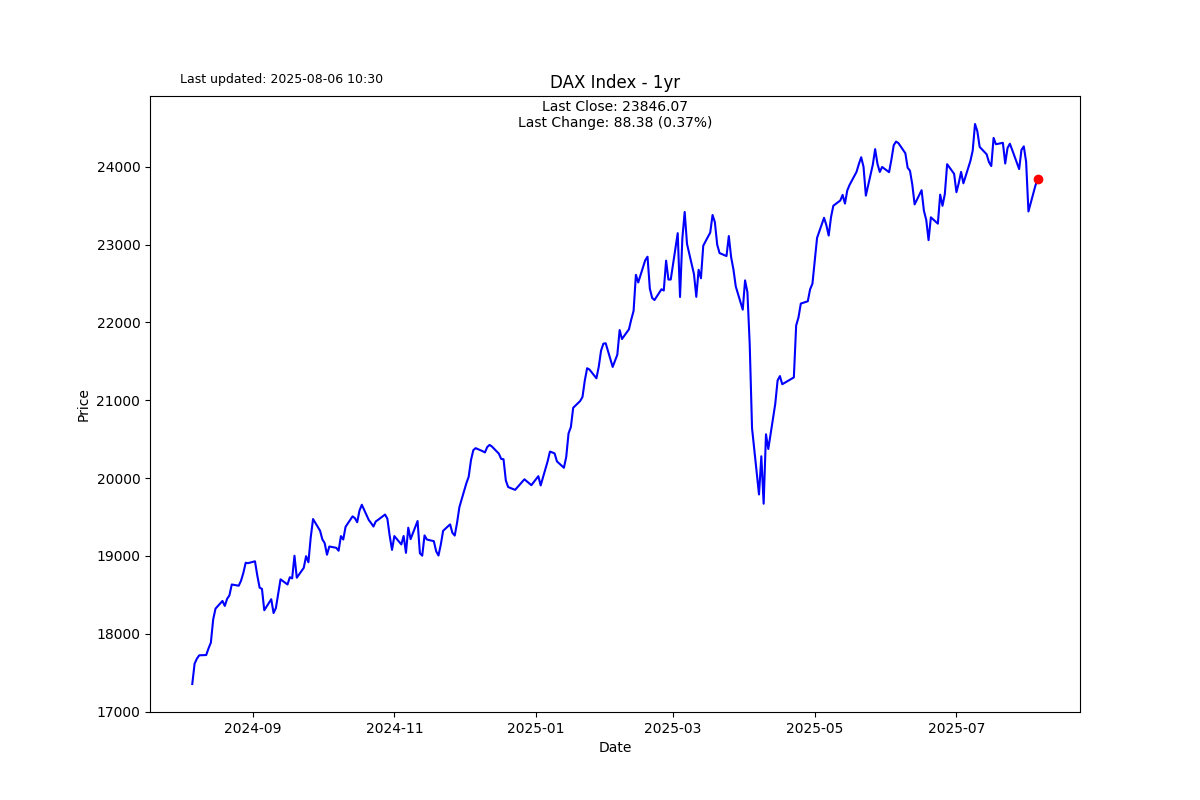 Last updated: 2025-08-06 10:30
DAX Index - 1yr
Last Close: 23846.07
Last Change: 88.38 (0.37%)
24000
23000
22000
21000
20000
19000
18000
17000
Price
2024-09
2024-11
2025-01
2025-03
2025-05
2025-07
Date